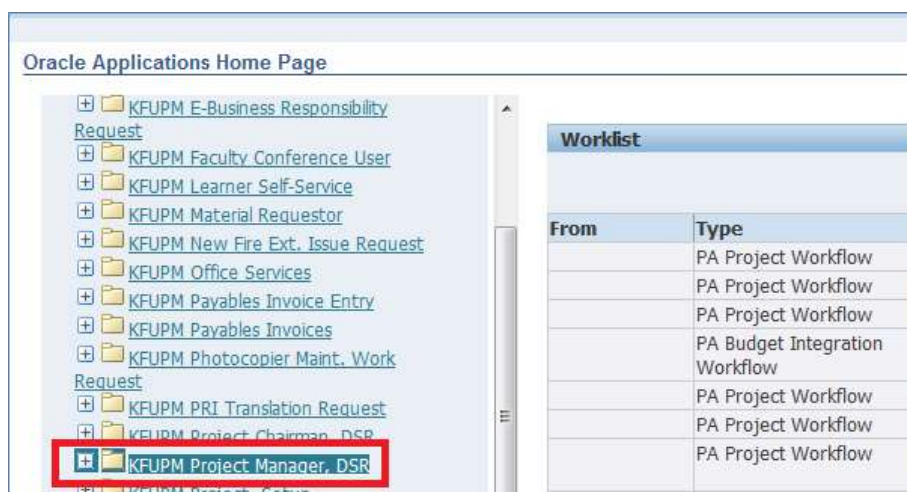 Oracle Applications Home Page
KFUPM E-Business Responsibility
Request
KFUPM Faculty Conference User
KFUPM Learner Self-Service
KFUPM Material Requestor
KFUPM New Fire Ext. Issue Request
KFUPM Office Services
KFUPM Payables Invoice Entry
KFUPM Payables Invoices
KFUPM Photocopier Maint. Work
Request
KFUPM PRI Translation Request
KFUPM Project Chairman, DSR
KFUPM Project Manager, DSR
KFUPM Project Setup
Worklist
From Type
PA Project Workflow
PA Project Workflow
PA Project Workflow
PA Budget Integration
Workflow
PA Project Workflow
PA Project Workflow
PA Project Workflow